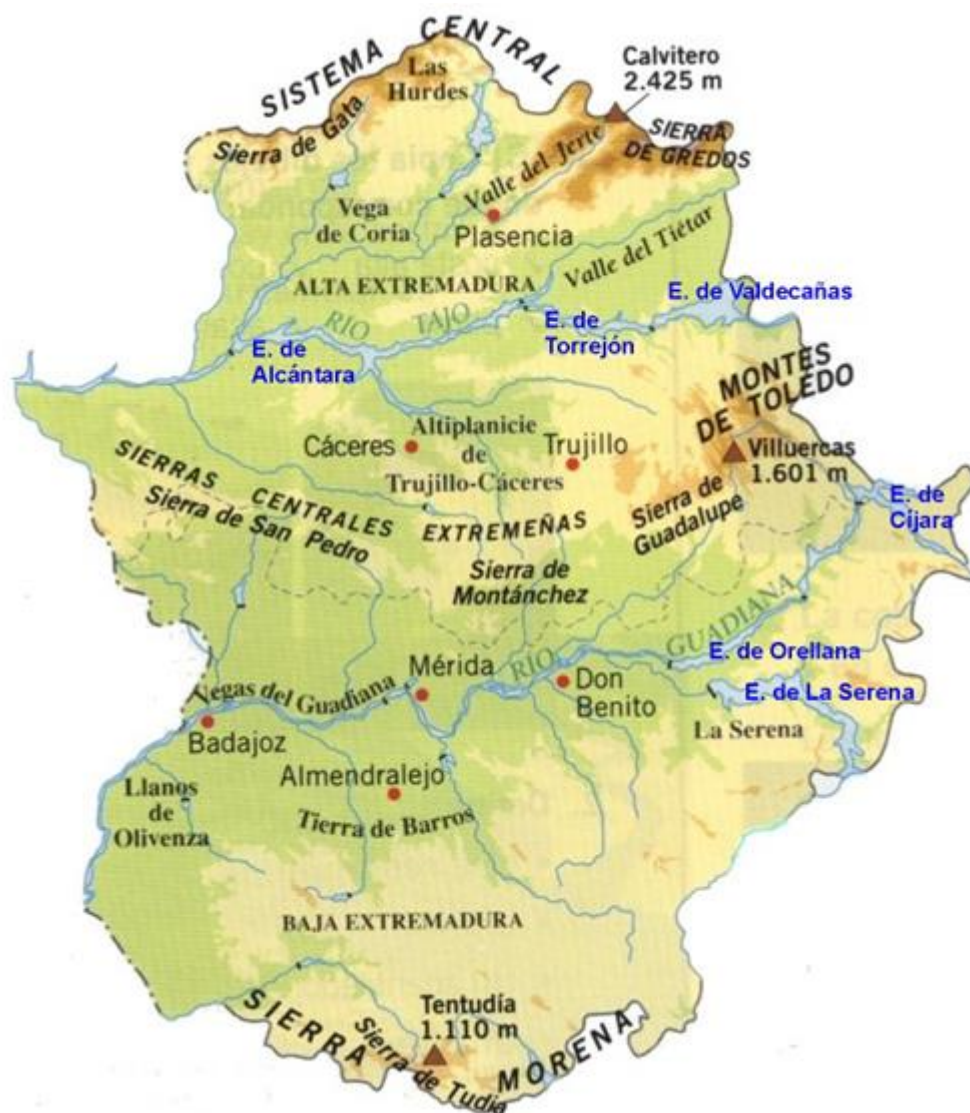 SISTEMA CENTRAL
Calvitero
2.425 m
Las
Hurdes
Sierra de Gata
SIERRA
DE GREDOS
Valle del Jerte
Vega
de Coria
Plasencia
Valle del Tiétar
ALTA EXTREMADURA
E. de Valdecañas
RIO TAJO
E. de
Torrejón
E. de
Alcántara
MONTES
DE TOLEDO
Altiplanicie
de
Trujillo-Cáceres
Cáceres
Trujillo
Villuercas
1.601 m
SIERRAS CENTRALES EXTREMEÑAS
Sierra de San Pedro
Sierra de
Guadalupe
E. de
Cíjara
Sierra de
Montánchez
RIO GUADIANA
E. de Orellana
Mérida
Don
Benito
E. de La Serena
Vegas del Guadiana
La Serena
Badajoz
Almendralejo
Llanos
de
Olivenza
Tierra de Barros
BAJA EXTREMADURA
Tentudía
1.110 m
SIERRA MORENA
Sierra de Tudia